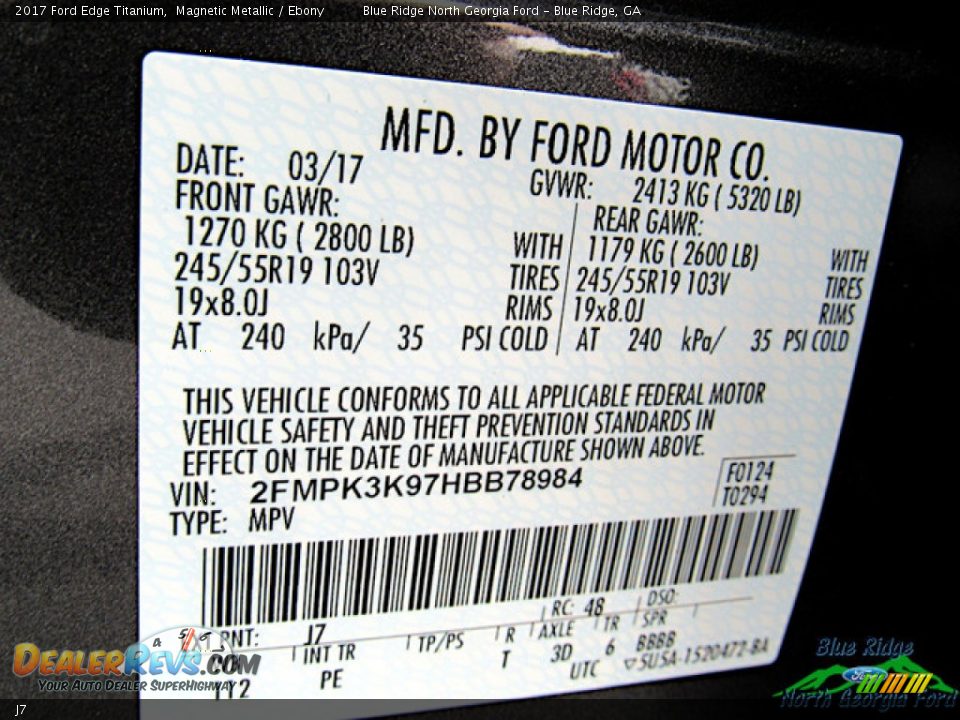 2017 Ford Edge Titanium, Magnetic Metallic / Ebony Blue Ridge North Georgia Ford - Blue Ridge, GA
MFD. BY FORD MOTOR CO.
DATE: 03/17
GVWR: 2413 KG ( 5320 LB)
FRONT GAWR:
REAR GAWR:
1270 KG ( 2800 LB) WITH
1179 KG ( 2600 LB) WITH
245/55R19 103V TIRES
245/55R19 103V TIRES
19x8.0J RIMS
19x8.0J RIMS
AT 240 kPa/ 35 PSI COLD
AT 240 kPa/ 35 PSI COLD
THIS VEHICLE CONFORMS TO ALL APPLICABLE FEDERAL MOTOR
VEHICLE SAFETY AND THEFT PREVENTION STANDARDS IN
EFFECT ON THE DATE OF MANUFACTURE SHOWN ABOVE.
VIN: 2FMPK3K97HBB78984
F0124
T0294
TYPE: MPV
RC: 48 DSO:
PNT: J7
INT TR TP/PS R AXLE TR SPR
PE T 3D 6 BBBB
UTC 5U5A-1520472-BA
DealerRevs.com
Your Auto Dealer SuperHighway
Blue Ridge
Ford
North Georgia Ford
J7